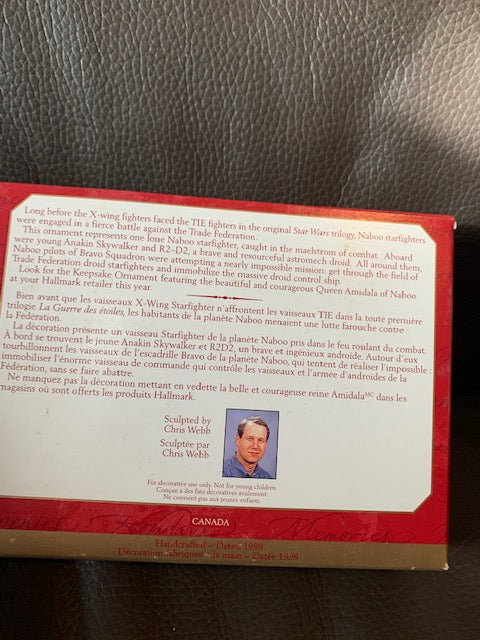 Long before the X-wing fighters faced the TIE fighters in the original Star Wars trilogy, Naboo starfighters
were engaged in a fierce battle against the Trade Federation.
This ornament represents one lone Naboo starfighter, caught in the maelstrom of combat. Aboard
were young Anakin Skywalker and R2–D2, a brave and resourceful astromech droid. All around them,
Naboo pilots of Bravo Squadron were attempting a nearly impossible mission: get through the field of
Trade Federation droid starfighters and immobilize the massive droid control ship.
Look for the Keepsake Ornament featuring the beautiful and courageous Queen Amidala of Naboo
at your Hallmark retailer this year.
Bien avant que les vaisseaux X-Wing Starfighter n'affrontent les vaisseaux TIE dans la toute première
trilogie La Guerre des étoiles, les habitants de la planète Naboo menaient une lutte farouche contre
la Fédération.
La décoration présente un vaisseau Starfighter de la planète Naboo pris dans le feu roulant du combat.
À bord se trouvent le jeune Anakin Skywalker et R2D2, un brave et ingénieux androïde. Autour d'eux
tourbillonnent les vaisseaux de l'escadrille Bravo de la planète Naboo, qui tentent de réaliser l'impossible :
immobiliser l'énorme vaisseau de commande qui contrôle les vaisseaux et l'armée d'androïdes de la
Fédération, sans se faire abattre.
Ne manquez pas la décoration mettant en vedette la belle et courageuse reine AmidalaMC dans les
magasins où sont offerts les produits Hallmark.
Sculpted by
Chris Webb
Sculptée par
Chris Webb
For decorative use only. Not for young children.
Conçue à des fins décoratives seulement.
Ne convient pas aux jeunes enfants.
CANADA
Memories
Handcrafted – Dated 1999
Décoration fabriquée à la main – Datée 1999